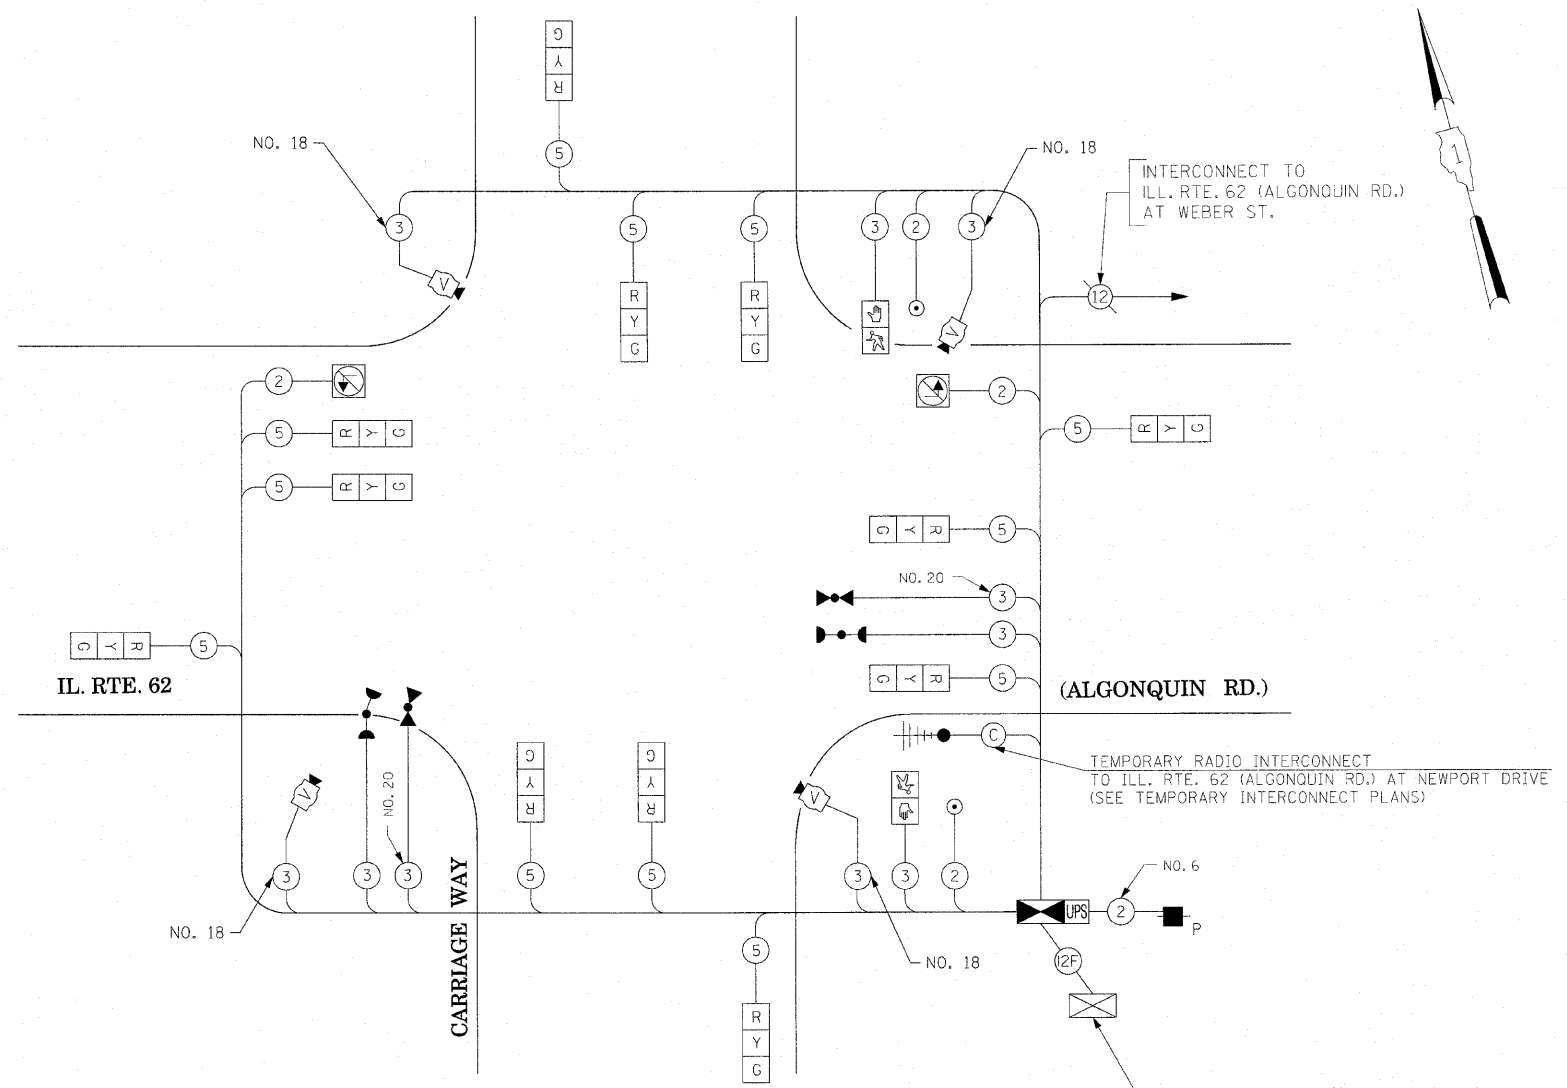 G
Y
R
5
NO. 18
NO. 18
INTERCONNECT TO
ILL. RTE. 62 (ALGONQUIN RD.)
AT WEBER ST.
1
3
5
5
3
2
3
V
R
Y
G
R
Y
G
12
V
2
2
5
R Y G
5
R Y G
5
R Y G
G Y R
5
NO. 20
3
3
G Y R
5
G Y R
5
IL. RTE. 62
(ALGONQUIN RD.)
C
TEMPORARY RADIO INTERCONNECT
TO ILL. RTE. 62 (ALGONQUIN RD.) AT NEWPORT DRIVE
(SEE TEMPORARY INTERCONNECT PLANS)
V
NO. 20
G
Y
R
G
Y
R
V
3
3
3
5
5
3
3
2
NO. 6
UPS
2
P
NO. 18
CARRIAGE WAY
5
NO. 18
12F
R
Y
G